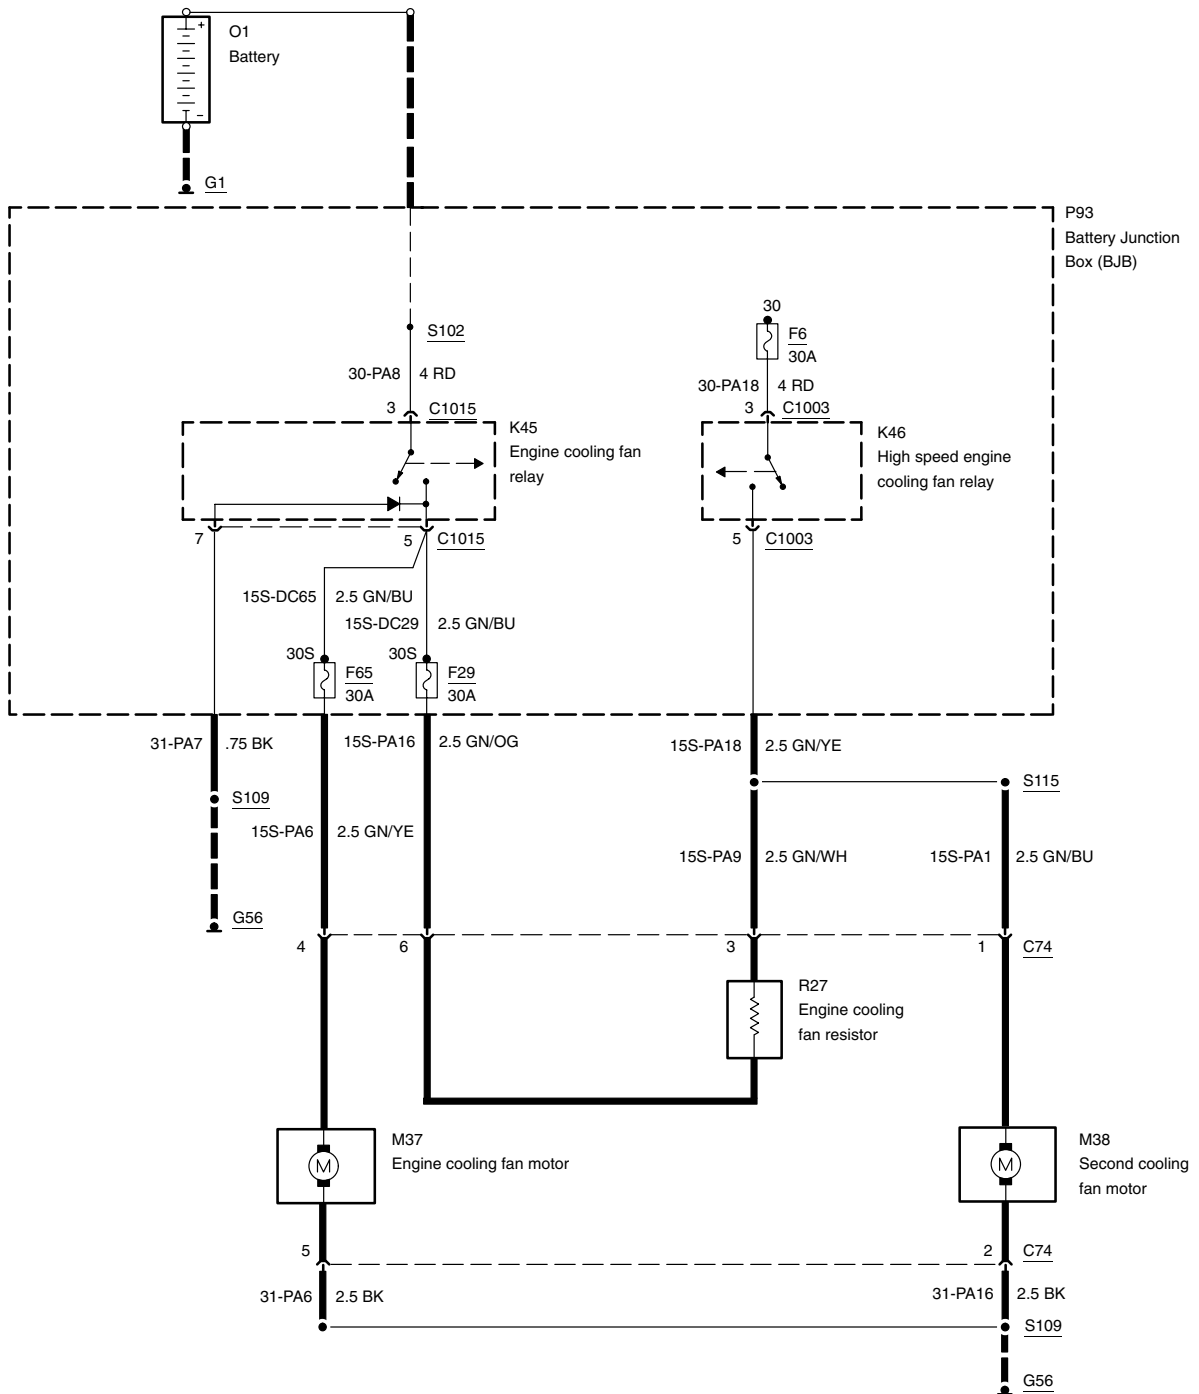 +
O1
Battery
–
G1
P93
Battery Junction
Box (BJB)
30
S102
F6
30A
30-PA8 4 RD
30-PA18 4 RD
3 C1015
3 C1003
K45
Engine cooling fan
relay
K46
High speed engine
cooling fan relay
7
5 C1015
5 C1003
15S-DC65 2.5 GN/BU
15S-DC29 2.5 GN/BU
30S
30S
F65
30A
F29
30A
31-PA7 .75 BK
15S-PA16 2.5 GN/OG
15S-PA18 2.5 GN/YE
S109
S115
15S-PA6 2.5 GN/YE
15S-PA9 2.5 GN/WH
15S-PA1 2.5 GN/BU
G56
4
6
3
1
C74
R27
Engine cooling
fan resistor
M
M37
Engine cooling fan motor
M
M38
Second cooling
fan motor
5
2
C74
31-PA6 2.5 BK
31-PA16 2.5 BK
S109
G56